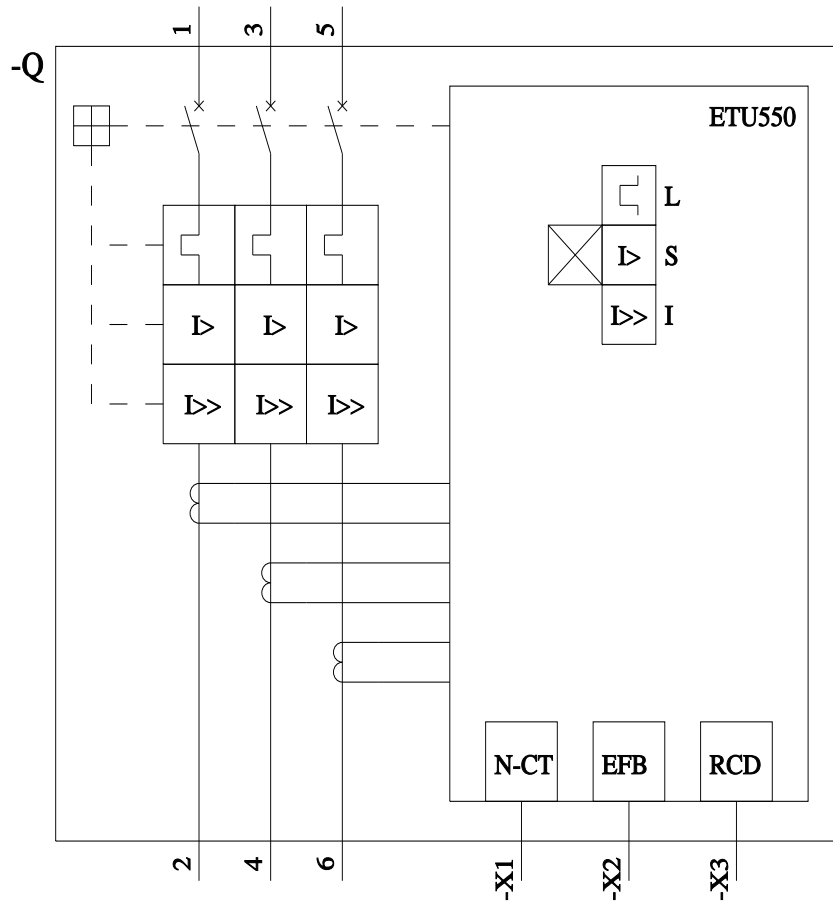 1 3 5
-Q
ETU550
L
I> S
I>> I
I> I> I>
I>> I>> I>>
N-CT EFB RCD
2 4 6
-X1 -X2 -X3